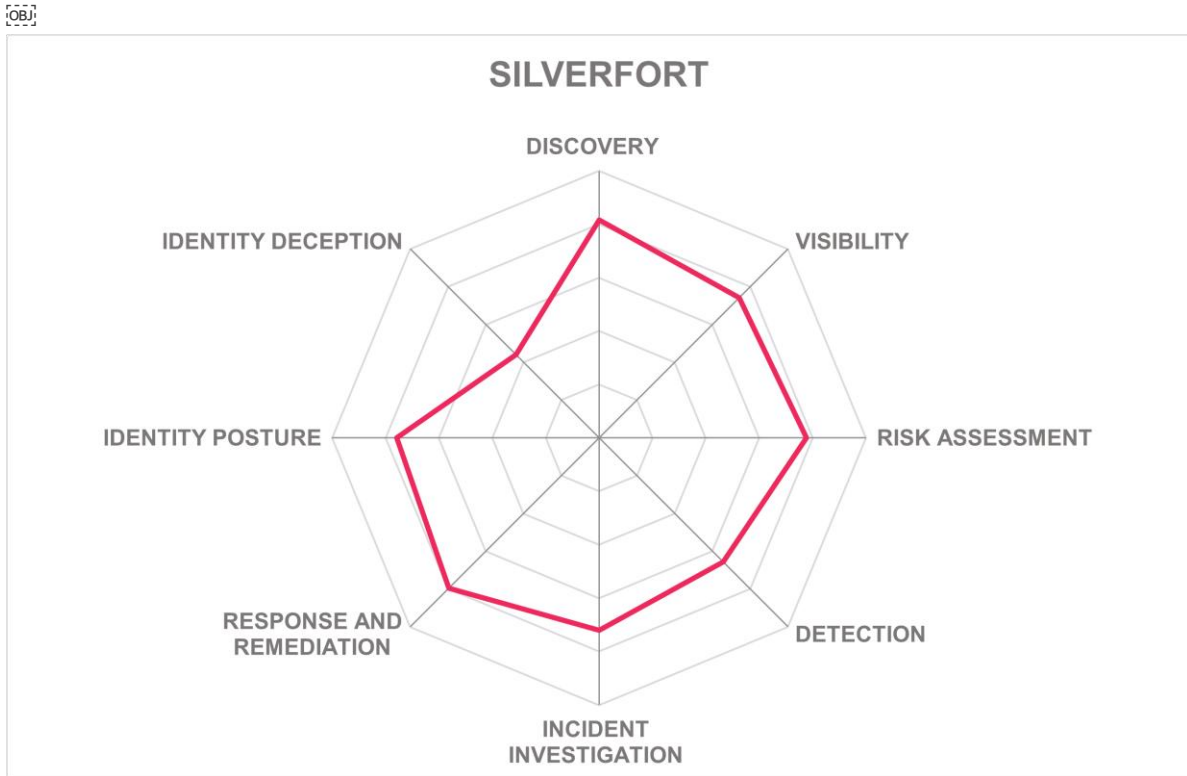 OBJ
SILVERFORT
DISCOVERY
IDENTITY DECEPTION
VISIBILITY
IDENTITY POSTURE
RISK ASSESSMENT
RESPONSE AND
REMEDIATION
DETECTION
INCIDENT
INVESTIGATION